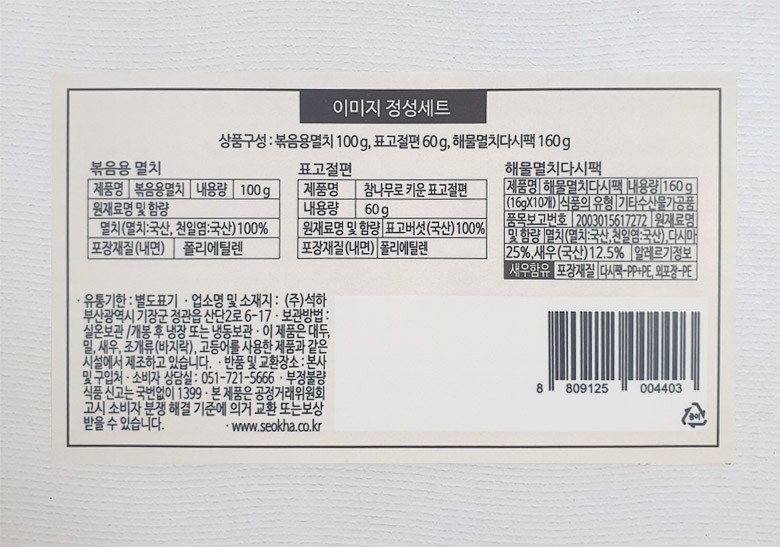 이미지 정성세트
상품구성 : 볶음용멸치 100g, 표고절편 60g, 해물멸치다시팩 160g
볶음용 멸치
제품명 볶음용멸치 내용량 100g
원재료명 및 함량
멸치(멸치:국산, 천일염:국산)100%
포장재질(내면) 폴리에틸렌
표고절편
제품명 참나무로 키운 표고절편
내용량 60g
원재료명 및 함량 표고버섯(국산)100%
포장재질(내면) 폴리에틸렌
해물멸치다시팩
제품명 해물멸치다시팩 내용량 160g
(16gX10개) 식품의 유형 기타수산물가공품
품목보고번호 2003015617272 원재료명
및 함량 멸치(멸치:국산,천일염:국산),다시마
25%,새우(국산)12.5% 알레르기정보
새우함유 포장재질 다시팩-PP+PE, 외포장-PE
· 유통기한 : 별도표기 · 업소명 및 소재지 : (주)석하
부산광역시 기장군 정관읍 산단2로 6-17 · 보관방법 :
실온보관 /개봉 후 냉장 또는 냉동보관 · 이 제품은 대두,
밀, 새우, 조개류(바지락), 고등어를 사용한 제품과 같은
시설에서 제조하고 있습니다. · 반품 및 교환장소 : 본사
및 구입처 · 소비자 상담실 : 051-721-5666 · 부정불량
식품 신고는 국번없이 1399 · 본 제품은 공정거래위원회
고시 소비자 분쟁 해결 기준에 의거 교환 또는보상
받을 수 있습니다. · www.seokha.co.kr
8 809125 004403
종이